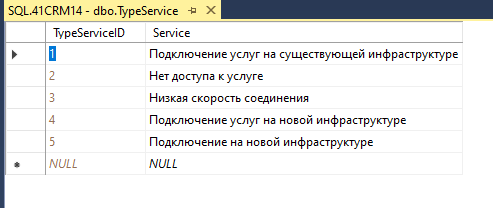 SQL.41CRM14 - dbo.TypeService
TypeServiceID Service
1 Подключение услуг на существующей инфраструктуре
2 Нет доступа к услуге
3 Низкая скорость соединения
4 Подключение услуг на новой инфраструктуре
5 Подключение на новой инфраструктуре
NULL NULL